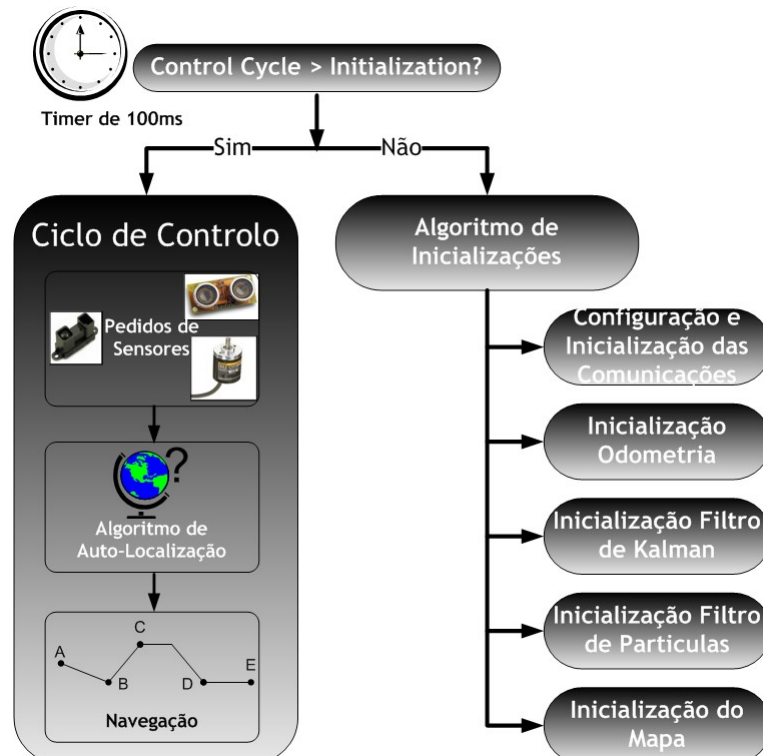 Control Cycle > Initialization?
Timer de 100ms
Sim
Não
Ciclo de Controlo
Pedidos de
Sensores
?
Algoritmo de
Auto-Localização
A
B
C
D
E
Navegação
Algoritmo de
Inicializações
Configuração e
Inicialização das
Comunicações
Inicialização
Odometria
Inicialização Filtro
de Kalman
Inicialização Filtro
de Particulas
Inicialização do
Mapa